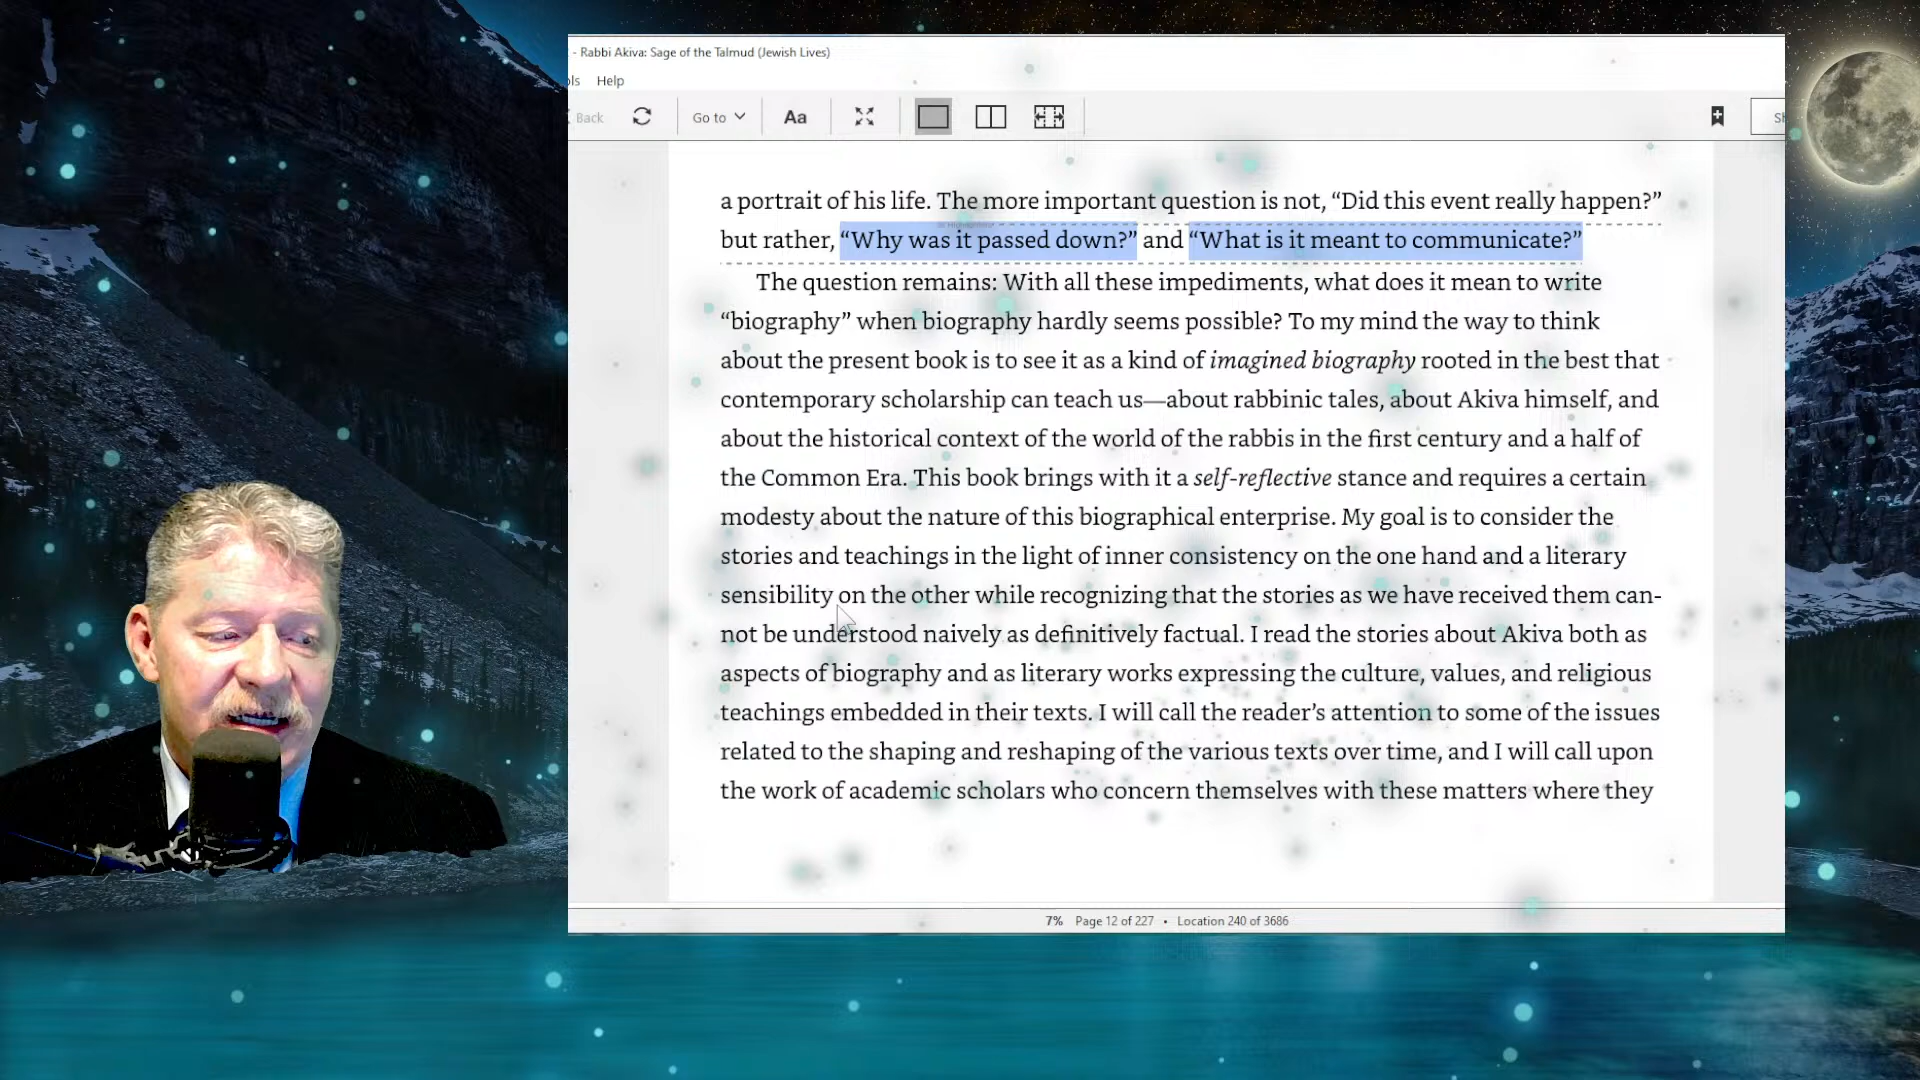 - Rabbi Akiva: Sage of the Talmud (Jewish Lives)
ols Help
Back Go to Aa
a portrait of his life. The more important question is not, “Did this event really happen?”
but rather, “Why was it passed down?” and “What is it meant to communicate?”
The question remains: With all these impediments, what does it mean to write
“biography” when biography hardly seems possible? To my mind the way to think
about the present book is to see it as a kind of imagined biography rooted in the best that
contemporary scholarship can teach us—about rabbinic tales, about Akiva himself, and
about the historical context of the world of the rabbis in the first century and a half of
the Common Era. This book brings with it a self-reflective stance and requires a certain
modesty about the nature of this biographical enterprise. My goal is to consider the
stories and teachings in the light of inner consistency on the one hand and a literary
sensibility on the other while recognizing that the stories as we have received them can-
not be understood naively as definitively factual. I read the stories about Akiva both as
aspects of biography and as literary works expressing the culture, values, and religious
teachings embedded in their texts. I will call the reader’s attention to some of the issues
related to the shaping and reshaping of the various texts over time, and I will call upon
the work of academic scholars who concern themselves with these matters where they
7% Page 12 of 227 • Location 240 of 3686